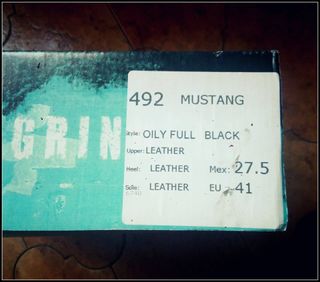 GRIN
492 MUSTANG
Style: OILY FULL BLACK
Upper: LEATHER
Heel: LEATHER Mex: 27.5
Sole: LEATHER EU - 41